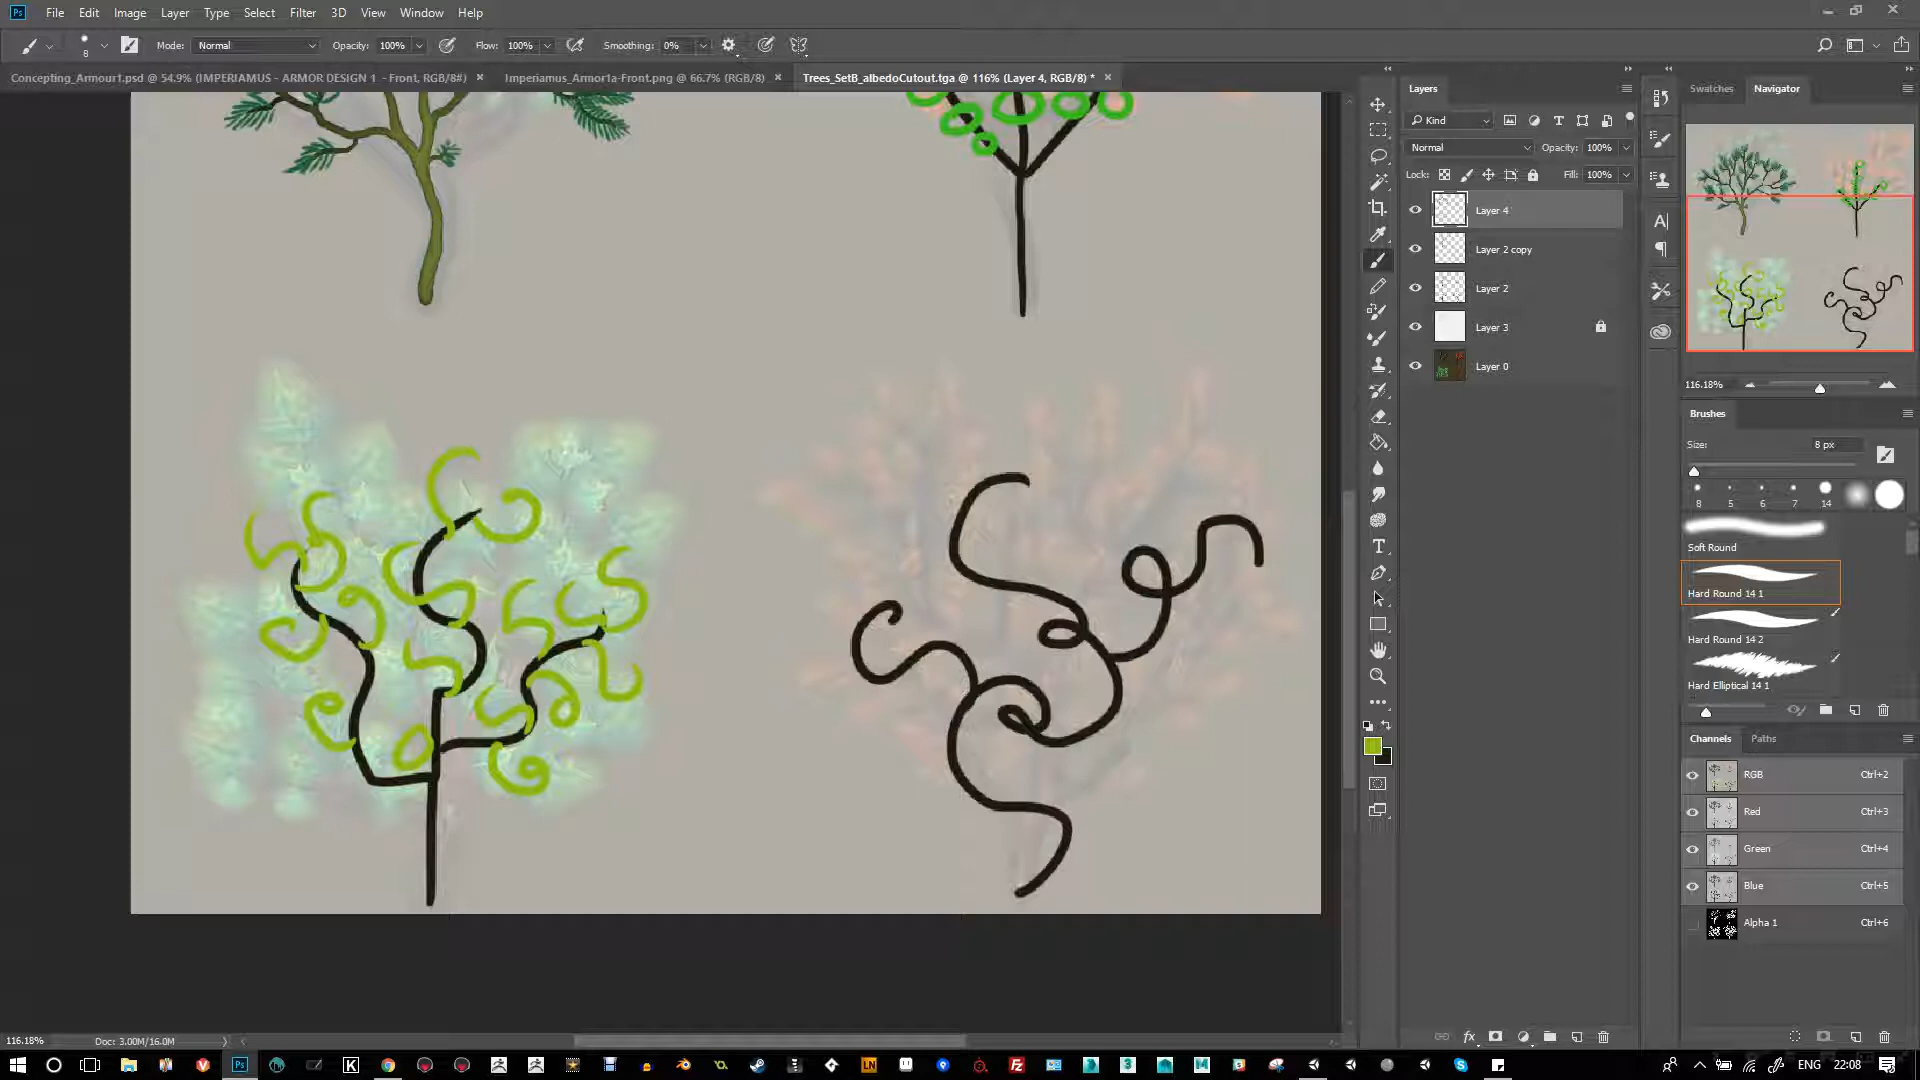 Ps File Edit Image Layer Type Select Filter 3D View Window Help
8 Mode: Normal Opacity: 100% Flow: 100% Smoothing: 0%
Concepting_Armour1.psd @ 54.9% (IMPERIAMUS - ARMOR DESIGN 1 - Front, RGB/8#) × Imperiamus_Armor1a-Front.png @ 66.7% (RGB/8) × Trees_SetB_albedoCutout.tga @ 116% (Layer 4, RGB/8) * ×
Layers
Kind
Normal Opacity: 100%
Lock: Fill: 100%
Layer 4
Layer 2 copy
Layer 2
Layer 3
Layer 0
Swatches Navigator
116.18%
Brushes
Size: 8 px
8 5 6 7 14
Soft Round
Hard Round 14 1
Hard Round 14 2
Hard Elliptical 14 1
Channels Paths
RGB Ctrl+2
Red Ctrl+3
Green Ctrl+4
Blue Ctrl+5
Alpha 1 Ctrl+6
116.18% Doc: 3.00M/16.0M
ENG 22:08